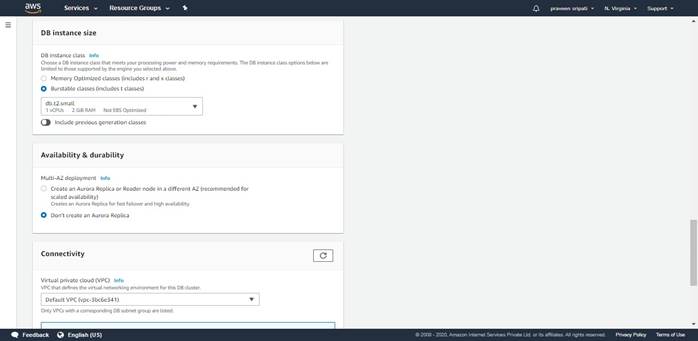 aws
Services
Resource Groups
praveen sripati
N. Virginia
Support
DB instance size
DB instance class Info
Choose a DB instance class that meets your processing power and memory requirements. The DB instance class options below are
limited to those supported by the engine you selected above.
Memory Optimized classes (includes r and x classes)
Burstable classes (includes t classes)
db.t2.small
1 vCPUs 2 GiB RAM Not EBS Optimized
Include previous generation classes
Availability & durability
Multi-AZ deployment Info
Create an Aurora Replica or Reader node in a different AZ (recommended for
scaled availability)
Creates an Aurora Replica for fast failover and high availability.
Don't create an Aurora Replica
Connectivity
Virtual private cloud (VPC) Info
VPC that defines the virtual networking environment for this DB cluster.
Default VPC (vpc-3bc6e341)
Only VPCs with a corresponding DB subnet group are listed.
Feedback
English (US)
© 2008 - 2020, Amazon Internet Services Private Ltd. or its affiliates. All rights reserved.
Privacy Policy
Terms of Use